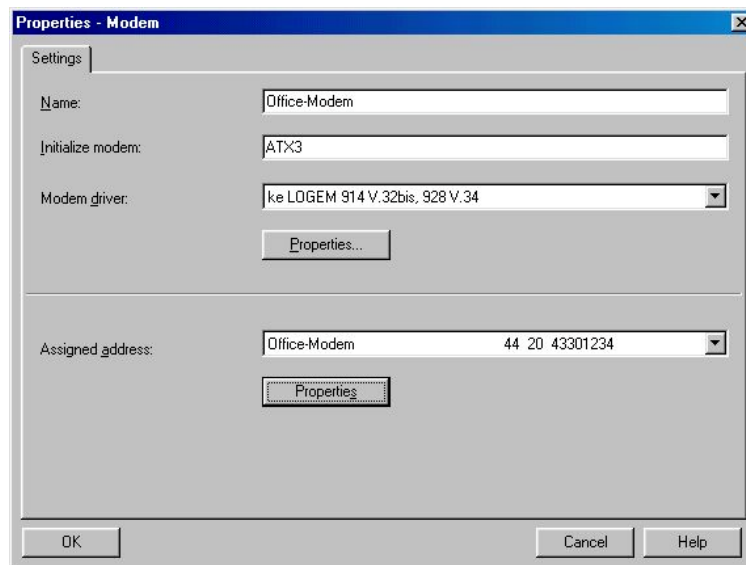 Properties - Modem
Settings
Name: Office-Modem
Initialize modem: ATX3
Modem driver: ke LOGEM 914 V.32bis, 928 V.34
Properties...
Assigned address: Office-Modem 44 20 43301234
Properties
OK Cancel Help